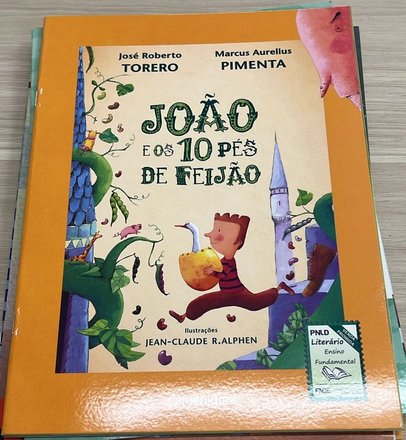 José Roberto
TORERO
Marcus Aurelius
PIMENTA
JOÃO
E OS 10 PÉS
DE FEIJÃO
Ilustrações
JEAN-CLAUDE R.ALPHEN
PNLD
Literário
Ensino
Fundamental
FNDE